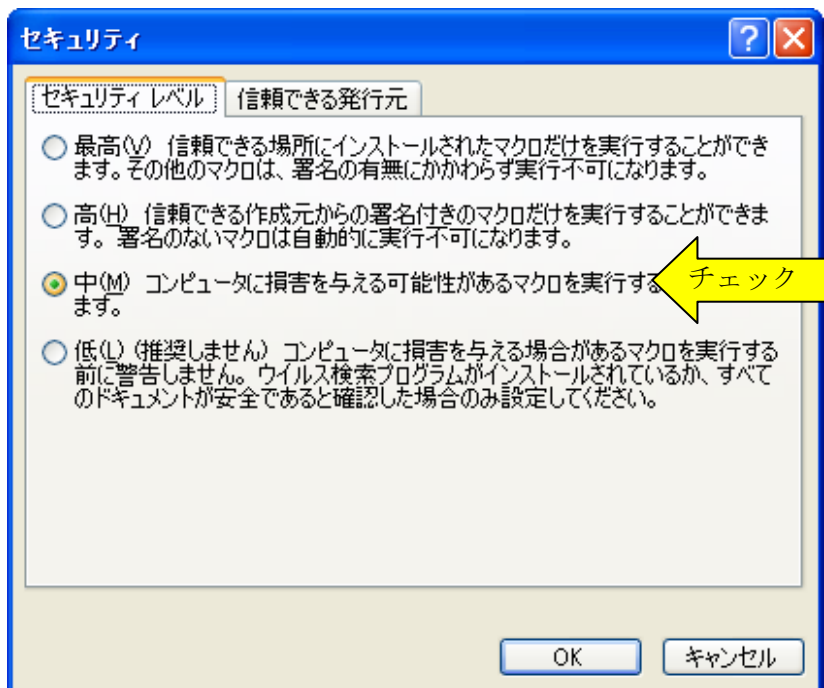 セキュリティ
セキュリティ レベル
信頼できる発行元
最高(V) 信頼できる場所にインストールされたマクロだけを実行することができ
ます。その他のマクロは、署名の有無にかかわらず実行不可になります。
高(H) 信頼できる作成元からの署名付きのマクロだけを実行することができま
す。署名のないマクロは自動的に実行不可になります。
中(M) コンピュータに損害を与える可能性があるマクロを実行する
ます。
チェック
低(L) (推奨しません) コンピュータに損害を与える場合があるマクロを実行する
前に警告しません。ウイルス検索プログラムがインストールされているか、すべて
のドキュメントが安全であると確認した場合のみ設定してください。
OK
キャンセル